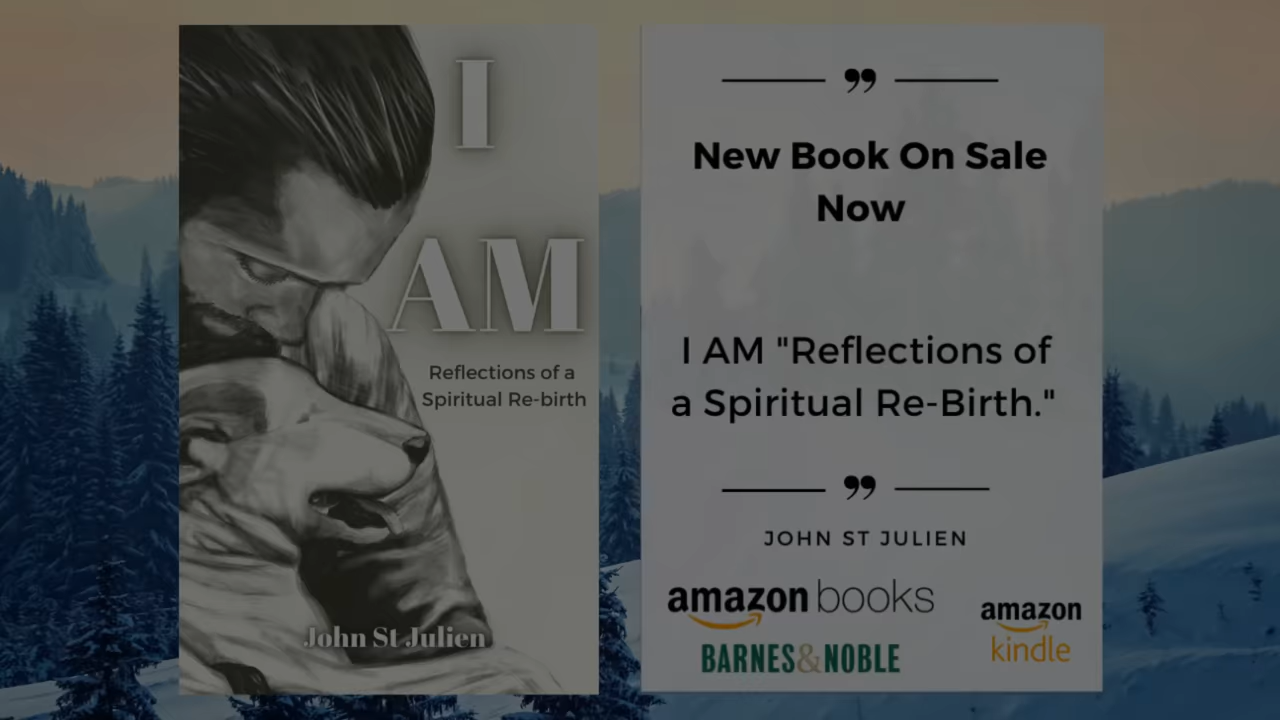 I
AM
Reflections of a
Spiritual Re-birth
John St Julien
New Book On Sale
Now
I AM "Reflections of
a Spiritual Re-Birth."
JOHN ST JULIEN
amazon books
BARNES&NOBLE
amazon
kindle